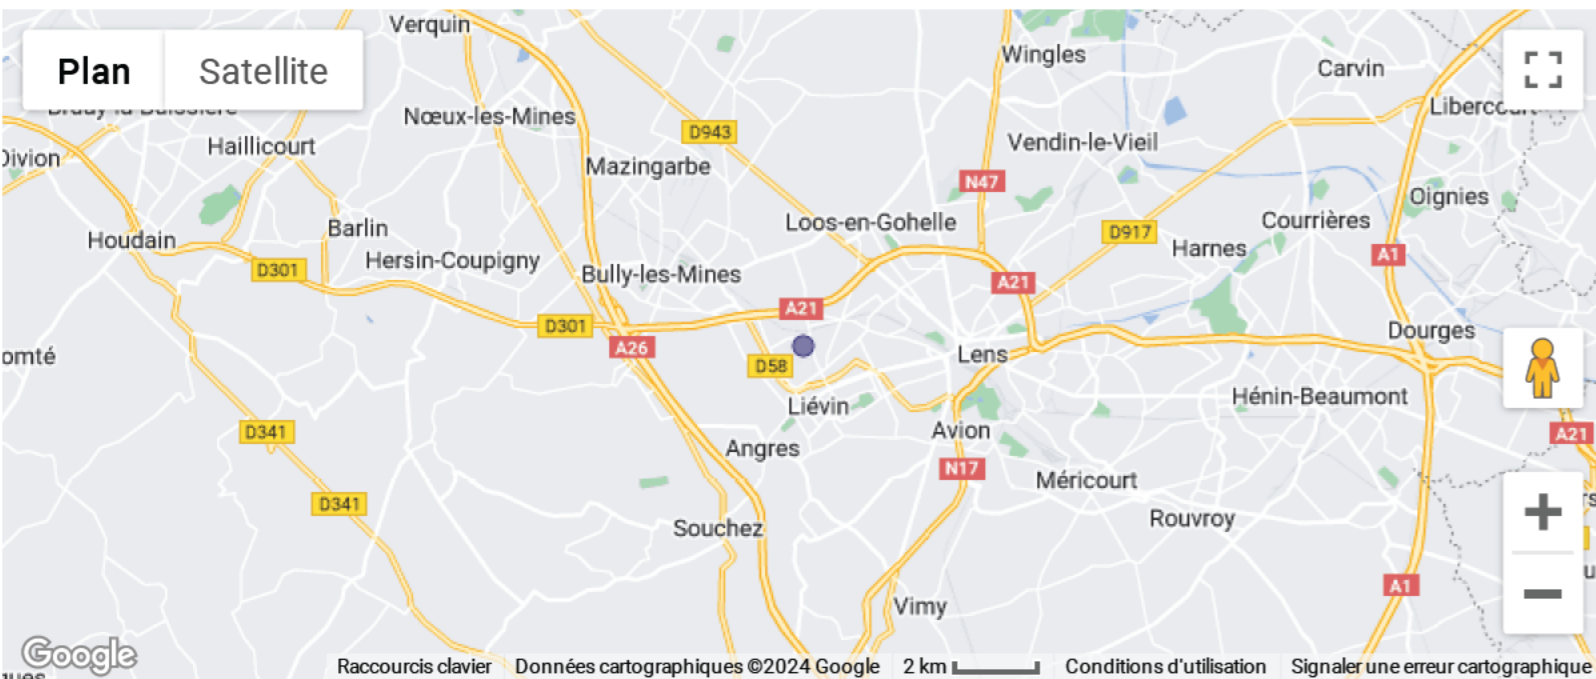 Verquin
Wingles
Carvin
Plan Satellite
Nœux-les-Mines
Libercourt
D943
Haillicourt
Vendin-le-Vieil
Divion
Mazingarbe
N47
Oignies
Loos-en-Gohelle
Courrières
Barlin
D917
Houdain
Harnes
A1
Hersin-Coupigny
D301
Bully-les-Mines
A21
A21
D301
Dourges
A26
Lens
D58
Hénin-Beaumont
Liévin
D341
Avion
A21
Angres
N17
Méricourt
D341
Rouvroy
Souchez
A1
Vimy
Google
Raccourcis clavier Données cartographiques ©2024 Google 2 km Conditions d'utilisation Signaler une erreur cartographique